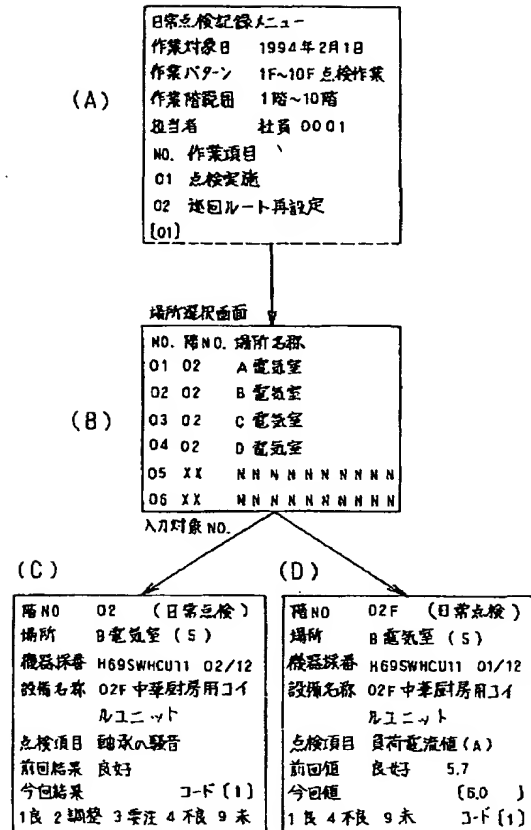 (A)
日常点検記録メニュー
作業対象日 1994年2月1日
作業パターン 1F~10F点検作業
作業階範囲 1階~10階
担当者 社員0001
NO. 作業項目
01 点検実施
02 巡回ルート再設定
[01]
場所選択画面
(B)
NO. 階NO. 場所名称
01 02 A電気室
02 02 B電気室
03 02 C電気室
04 02 D電気室
05 XX N N N N N N N N N N
06 XX N N N N N N N N N N
入力対象NO.
(C)
階NO 02 (日常点検)
場所 B電気室(5)
機器採番 H69SWHCU11 02/12
設備名称 02F中華厨房用コイ
ルユニット
点検項目 軸承の騒音
前回結果 良好
今回結果 コード[1]
1良 2調整 3要注 4不良 9未
(D)
階NO 02F (日常点検)
場所 B電気室(5)
機器採番 H69SWHCU11 01/12
設備名称 02F中華厨房用コイ
ルユニット
点検項目 負荷電流値(A)
前回値 良好 5.7
今回値 [6.0 ]
1良 4不良 9未 コード[1]